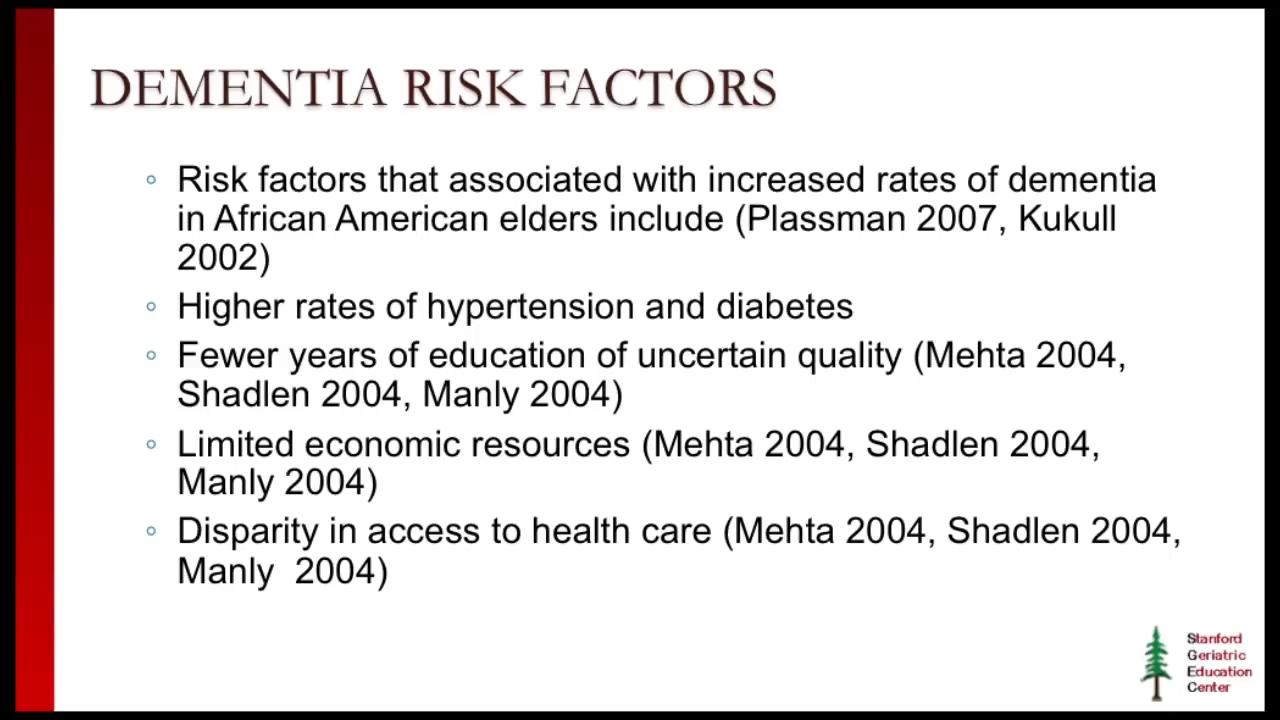 DEMENTIA RISK FACTORS
◦ Risk factors that associated with increased rates of dementia
in African American elders include (Plassman 2007, Kukull
2002)
◦ Higher rates of hypertension and diabetes
◦ Fewer years of education of uncertain quality (Mehta 2004,
Shadlen 2004, Manly 2004)
◦ Limited economic resources (Mehta 2004, Shadlen 2004,
Manly 2004)
◦ Disparity in access to health care (Mehta 2004, Shadlen 2004,
Manly  2004)
Stanford
Geriatric
Education
Center